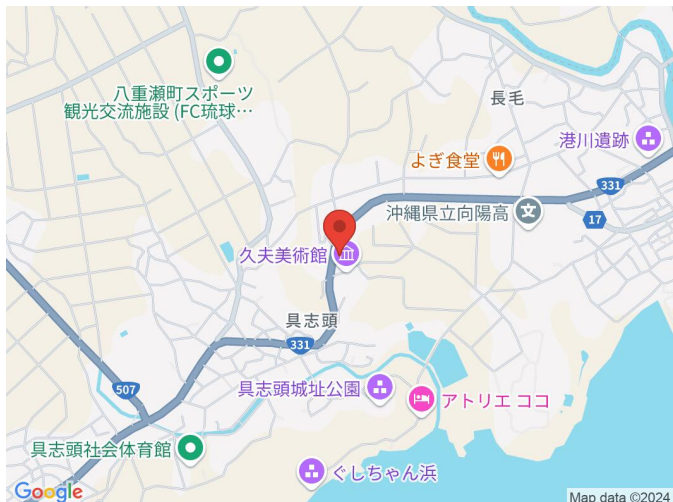 八重瀬町スポーツ
観光交流施設 (FC琉球…
長毛
よぎ食堂
港川遺跡
331
沖縄県立向陽高
17
久夫美術館
具志頭
331
507
具志頭城址公園
アトリエ ココ
具志頭社会体育館
ぐしちゃん浜
Google
Map data ©2024